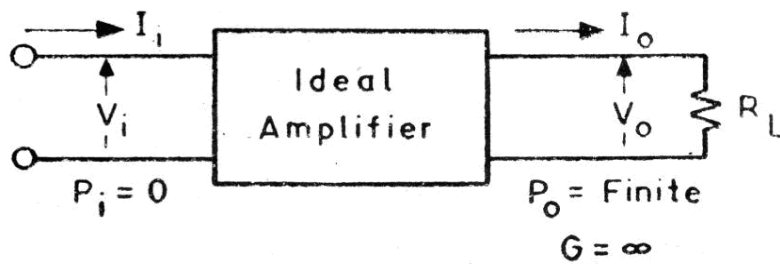 I_i
I_o
Ideal
Amplifier
V_i
V_o
R_L
P_i = 0
P_o = Finite
G = ∞